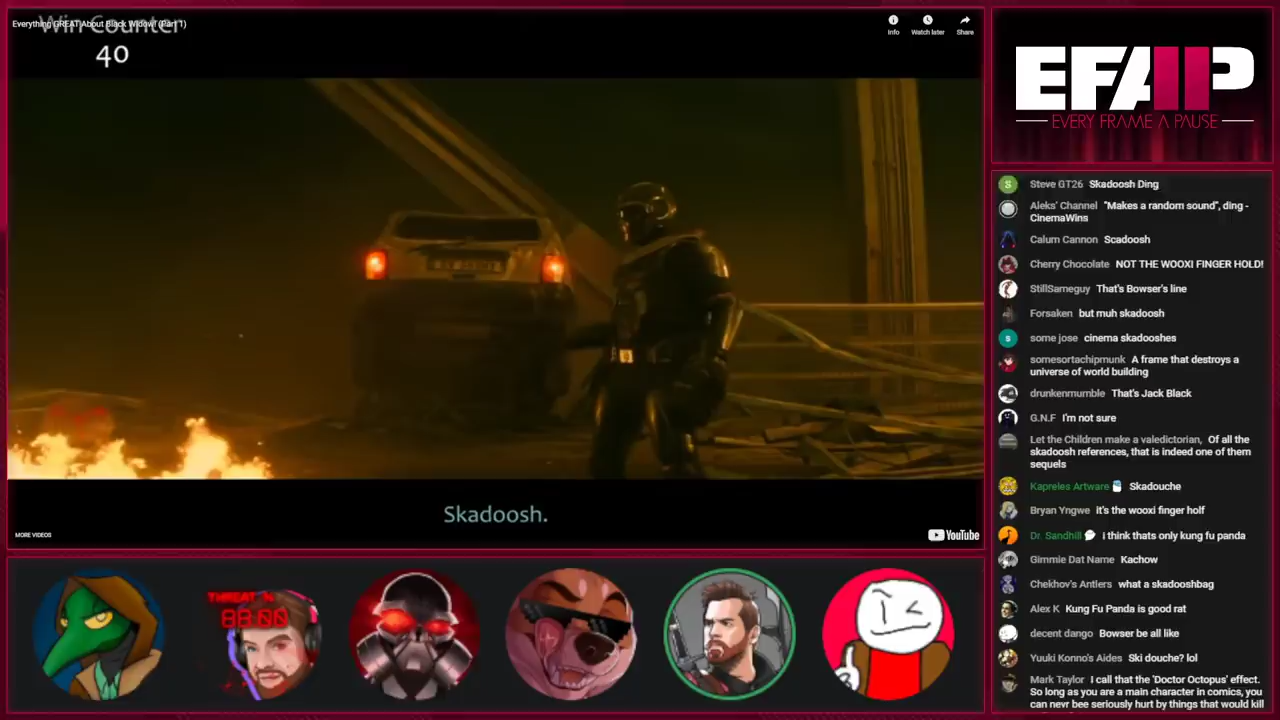 Everything GREAT About Black Widow! (Part 1)
Win Counter
40
Info
Watch later
Share
Skadoosh.
MORE VIDEOS
YouTube
THREAT IN
88:00
EFAP
EVERY FRAME A PAUSE
S
Steve GT26 Skadoosh Ding
Aleks' Channel "Makes a random sound", ding -
CinemaWins
Calum Cannon Scadoosh
Cherry Chocolate NOT THE WOOXI FINGER HOLD!
StillSameguy That's Bowser's line
Forsaken but muh skadoosh
s
some jose cinema skadooshes
somesortachipmunk A frame that destroys a
universe of world building
drunkenmumble That's Jack Black
G.N.F I'm not sure
Let the Children make a valedictorian, Of all the
skadoosh references, that is indeed one of them
sequels
Kapreles Artware Skadouche
Bryan Yngwe it's the wooxi finger holf
Dr. Sandhill I think thats only kung fu panda
Gimmie Dat Name Kachow
Chekhov's Antlers what a skadooshbag
Alex K Kung Fu Panda is good rat
decent dango Bowser be all like
Yuuki Konno's Aides Ski douche? lol
Mark Taylor I call that the 'Doctor Octopus' effect.
So long as you are a main character in comics, you
can nevr bee seriously hurt by things that would kill